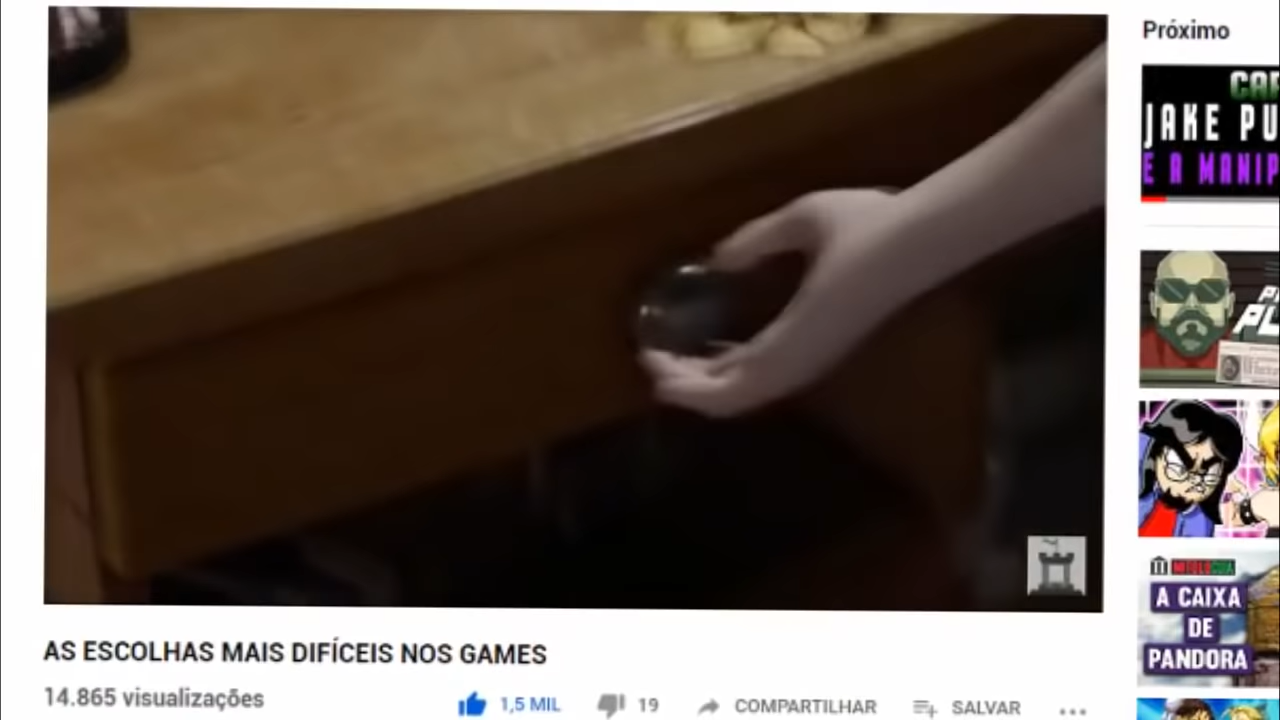 Próximo
JAKE PU
E A MANIP
A CAIXA
DE
PANDORA
AS ESCOLHAS MAIS DIFÍCEIS NOS GAMES
14.865 visualizações
1,5 MIL
19
COMPARTILHAR
SALVAR